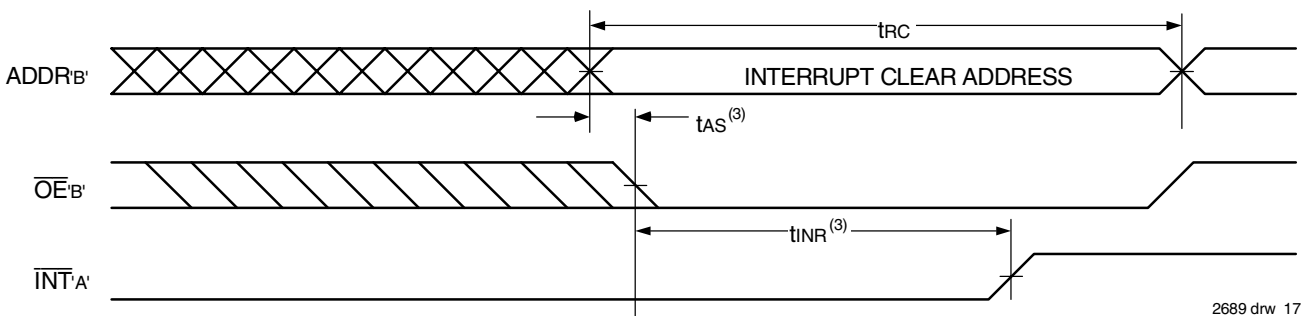 tRC
ADDR'B'
INTERRUPT CLEAR ADDRESS
tAS(3)
OE'B'
tINR(3)
INT'A'
2689 drw 17